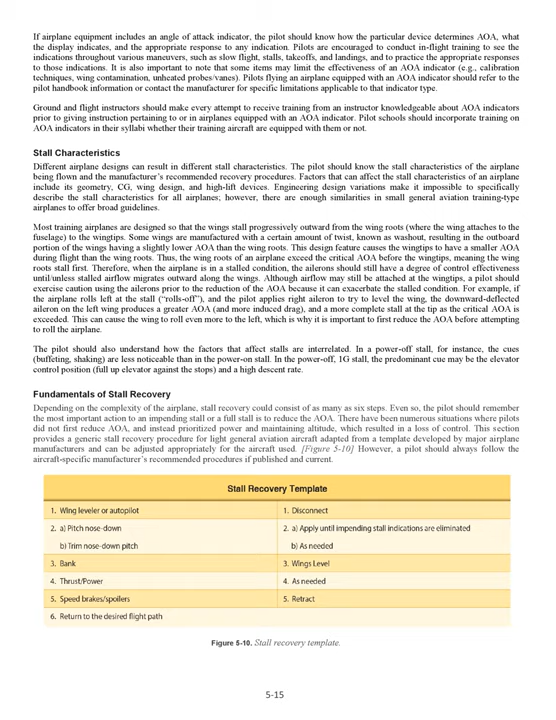 If airplane equipment includes an angle of attack indicator, the pilot should know how the particular device determines AOA, what
the display indicates, and the appropriate response to any indication. Pilots are encouraged to conduct in-flight training to see the
indications throughout various maneuvers, such as slow flight, stalls, takeoffs, and landings, and to practice the appropriate responses
to those indications. It is also important to note that some items may limit the effectiveness of an AOA indicator (e.g., calibration
techniques, wing contamination, unheated probes/vanes). Pilots flying an airplane equipped with an AOA indicator should refer to the
pilot handbook information or contact the manufacturer for specific limitations applicable to that indicator type.
Ground and flight instructors should make every attempt to receive training from an instructor knowledgeable about AOA indicators
prior to giving instruction pertaining to or in airplanes equipped with an AOA indicator. Pilot schools should incorporate training on
AOA indicators in their syllabi whether their training aircraft are equipped with them or not.
Stall Characteristics
Different airplane designs can result in different stall characteristics. The pilot should know the stall characteristics of the airplane
being flown and the manufacturer's recommended recovery procedures. Factors that can affect the stall characteristics of an airplane
include its geometry, CG, wing design, and high-lift devices. Engineering design variations make it impossible to specifically
describe the stall characteristics for all airplanes; however, there are enough similarities in small general aviation training-type
airplanes to offer broad guidelines.
Most training airplanes are designed so that the wings stall progressively outward from the wing roots (where the wing attaches to the
fuselage) to the wingtips. Some wings are manufactured with a certain amount of twist, known as washout, resulting in the outboard
portion of the wings having a slightly lower AOA than the wing roots. This design feature causes the wingtips to have a smaller AOA
during flight than the wing roots. Thus, the wing roots of an airplane exceed the critical AOA before the wingtips, meaning the wing
roots stall first. Therefore, when the airplane is in a stalled condition, the ailerons should still have a degree of control effectiveness
until/unless stalled airflow migrates outward along the wings. Although airflow may still be attached at the wingtips, a pilot should
exercise caution using the ailerons prior to the reduction of the AOA because it can exacerbate the stalled condition. For example, if
the airplane rolls left at the stall ("rolls-off"), and the pilot applies right aileron to try to level the wing, the downward-deflected
aileron on the left wing produces a greater AOA (and more induced drag), and a more complete stall at the tip as the critical AOA is
exceeded. This can cause the wing to roll even more to the left, which is why it is important to first reduce the AOA before attempting
to roll the airplane.
The pilot should also understand how the factors that affect stalls are interrelated. In a power-off stall, for instance, the cues
(buffeting, shaking) are less noticeable than in the power-on stall. In the power-off, 1G stall, the predominant cue may be the elevator
control position (full up elevator against the stops) and a high descent rate.
Fundamentals of Stall Recovery
Depending on the complexity of the airplane, stall recovery could consist of as many as six steps. Even so, the pilot should remember
the most important action to an impending stall or a full stall is to reduce the AOA. There have been numerous situations where pilots
did not first reduce AOA, and instead prioritized power and maintaining altitude, which resulted in a loss of control. This section
provides a generic stall recovery procedure for light general aviation aircraft adapted from a template developed by major airplane
manufacturers and can be adjusted appropriately for the aircraft used. [Figure 5-10] However, a pilot should always follow the
aircraft-specific manufacturer's recommended procedures if published and current.
Stall Recovery Template
1. Wing leveler or autopilot 1. Disconnect
2. a) Pitch nose-down 2. a) Apply until impending stall indications are eliminated
b) Trim nose-down pitch b) As needed
3. Bank 3. Wings Level
4. Thrust/Power 4. As needed
5. Speed brakes/spoilers 5. Retract
6. Return to the desired flight path
Figure 5-10. Stall recovery template.
5-15